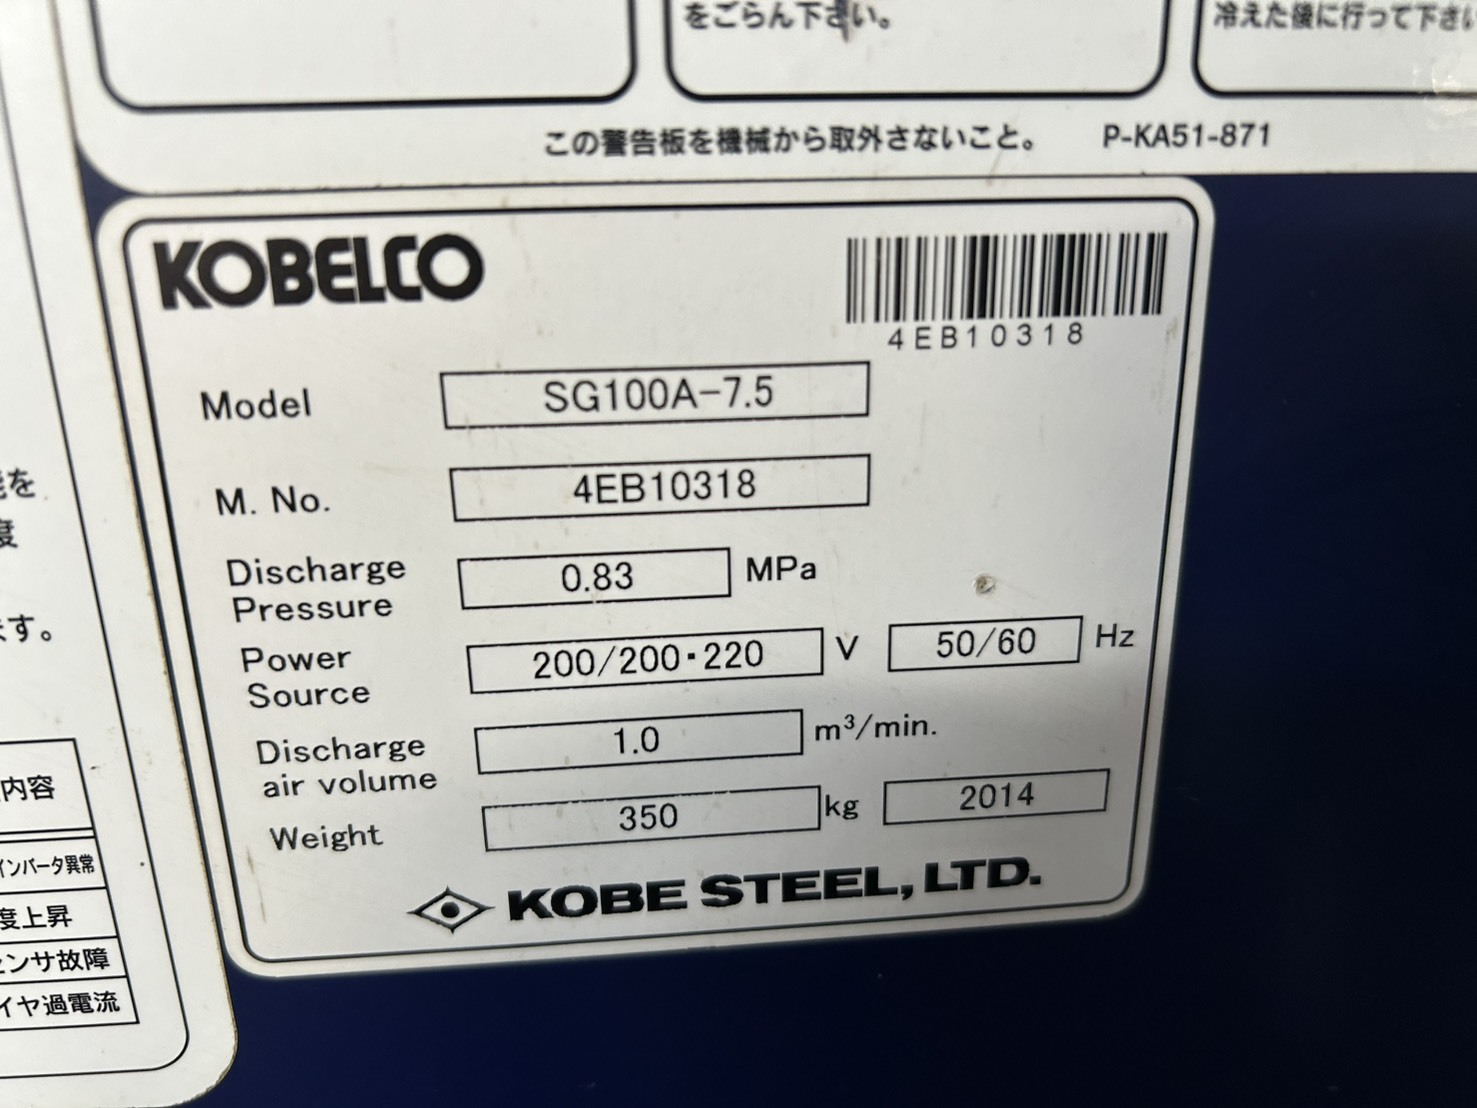 をごらん下さい。
冷えた後に行って下さい
この警告板を機械から取外さないこと。 P-KA51-871
KOBELCO
4EB10318
Model SG100A-7.5
M. No. 4EB10318
Discharge Pressure 0.83 MPa
Power Source 200/200・220 V 50/60 Hz
Discharge air volume 1.0 m³/min.
Weight 350 kg 2014
KOBE STEEL, LTD.
を
度
ます。
内容
インバータ異常
度上昇
センサ故障
イヤ過電流